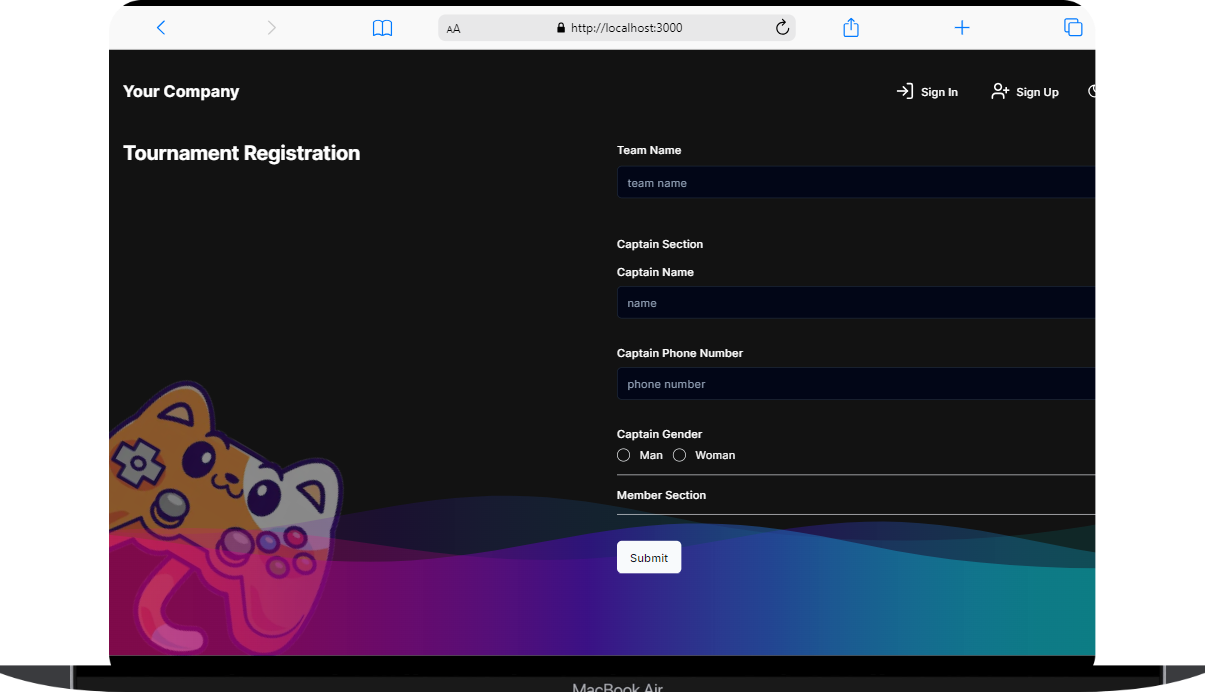 AA
http://localhost:3000
Your Company
Sign In
Sign Up
Tournament Registration
Team Name
team name
Captain Section
Captain Name
name
Captain Phone Number
phone number
Captain Gender
Man
Woman
Member Section
Submit
MacBook Air